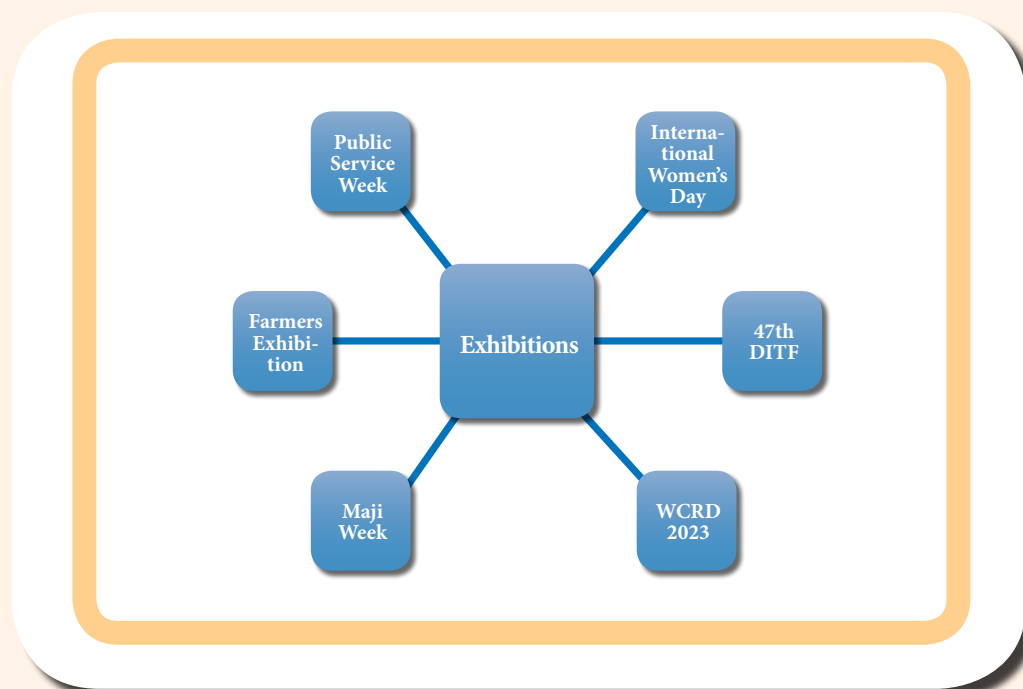 Public
Service
Week
Interna-
tional
Women's
Day
Farmers
Exhibi-
tion
Exhibitions
47th
DITF
Maji
Week
WCRD
2023